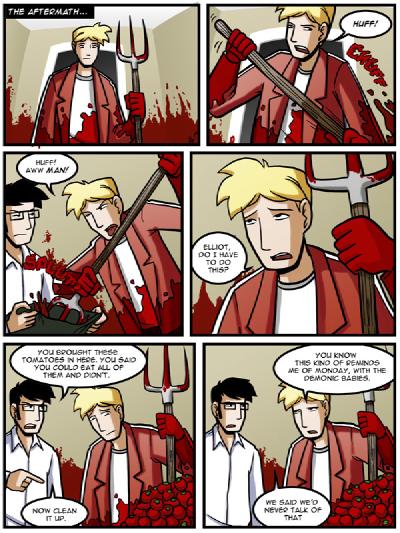 THE AFTERMATH...
HUFF!
CHUFF
HUFF!
AWW MAN!
ELLIOT,
DO I HAVE
TO DO
THIS?
YOU BROUGHT THESE
TOMATOES IN HERE. YOU SAID
YOU COULD EAT ALL OF
THEM AND DIDN'T.
NOW CLEAN
IT UP.
YOU KNOW
THIS KIND OF REMINDS
ME OF MONDAY, WITH THE
DEMONIC BABIES.
WE SAID WE'D
NEVER TALK OF
THAT